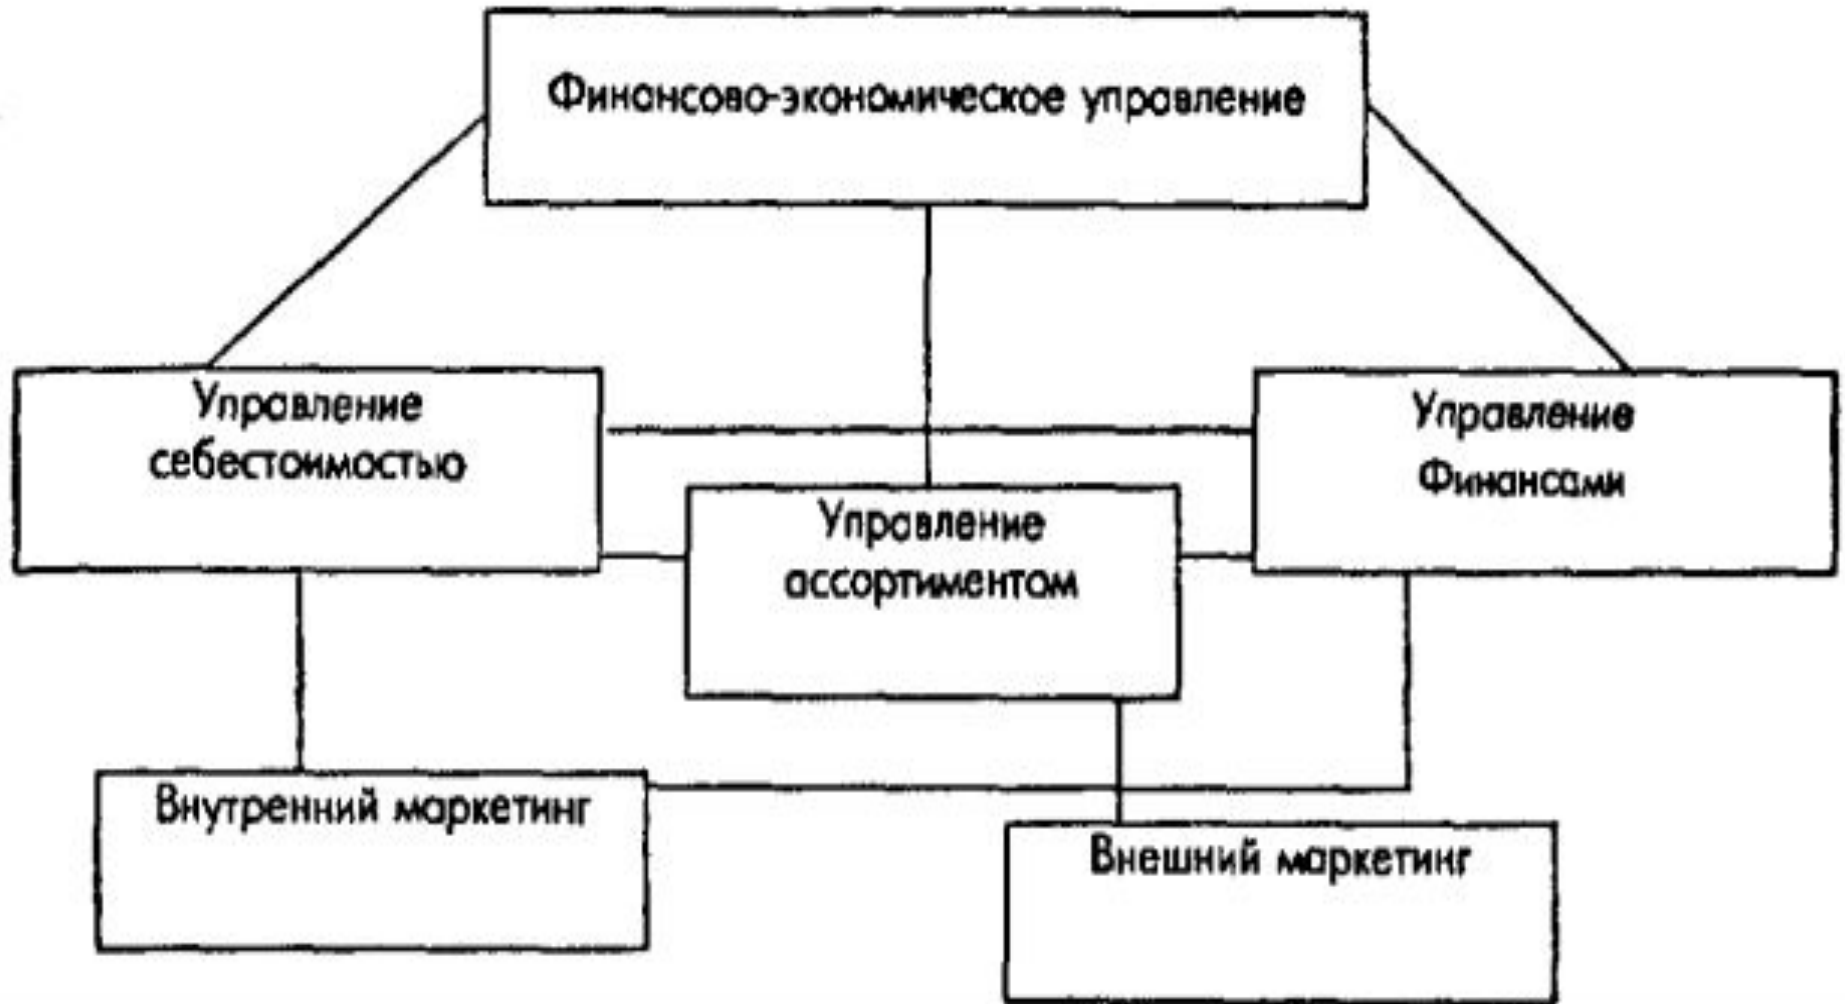 Финансово-экономическое управление
Управление
себестоимостью
Управление
Финансами
Управление
ассортиментом
Внутренний маркетинг
Внешний маркетинг